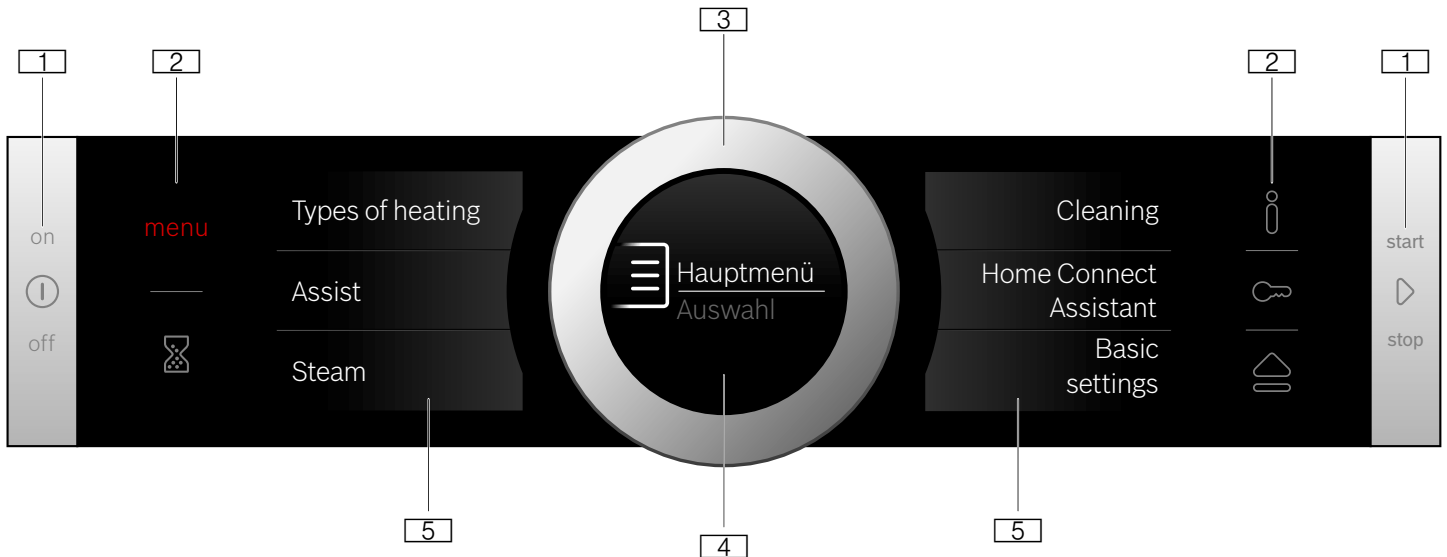 3
1
2
2
1
on
off
menu
Types of heating
Assist
Steam
Hauptmenü
Auswahl
Cleaning
Home Connect
Assistant
Basic
settings
start
stop
5
4
5